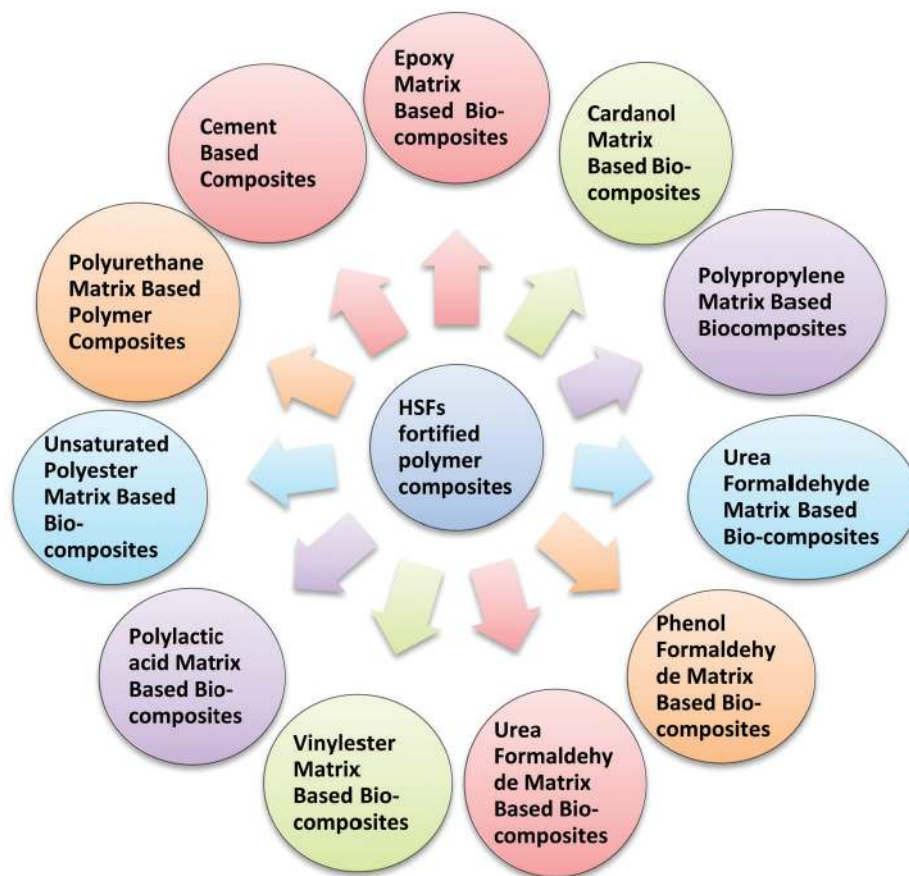 Epoxy
Matrix
Based Bio-
composites
Cardanol
Matrix
Based Bio-
composites
Polypropylene
Matrix Based
Biocomposites
Urea
Formaldehyde
Matrix Based
Bio-composites
Phenol
Formaldehy
de Matrix
Based Bio-
composites
Urea
Formaldehy
de Matrix
Based Bio-
composites
Vinylester
Matrix
Based Bio-
composites
Polylactic
acid Matrix
Based Bio-
composites
Unsaturated
Polyester
Matrix Based
Bio-
composites
Polyurethane
Matrix Based
Polymer
Composites
Cement
Based
Composites
HSFs
fortified
polymer
composites